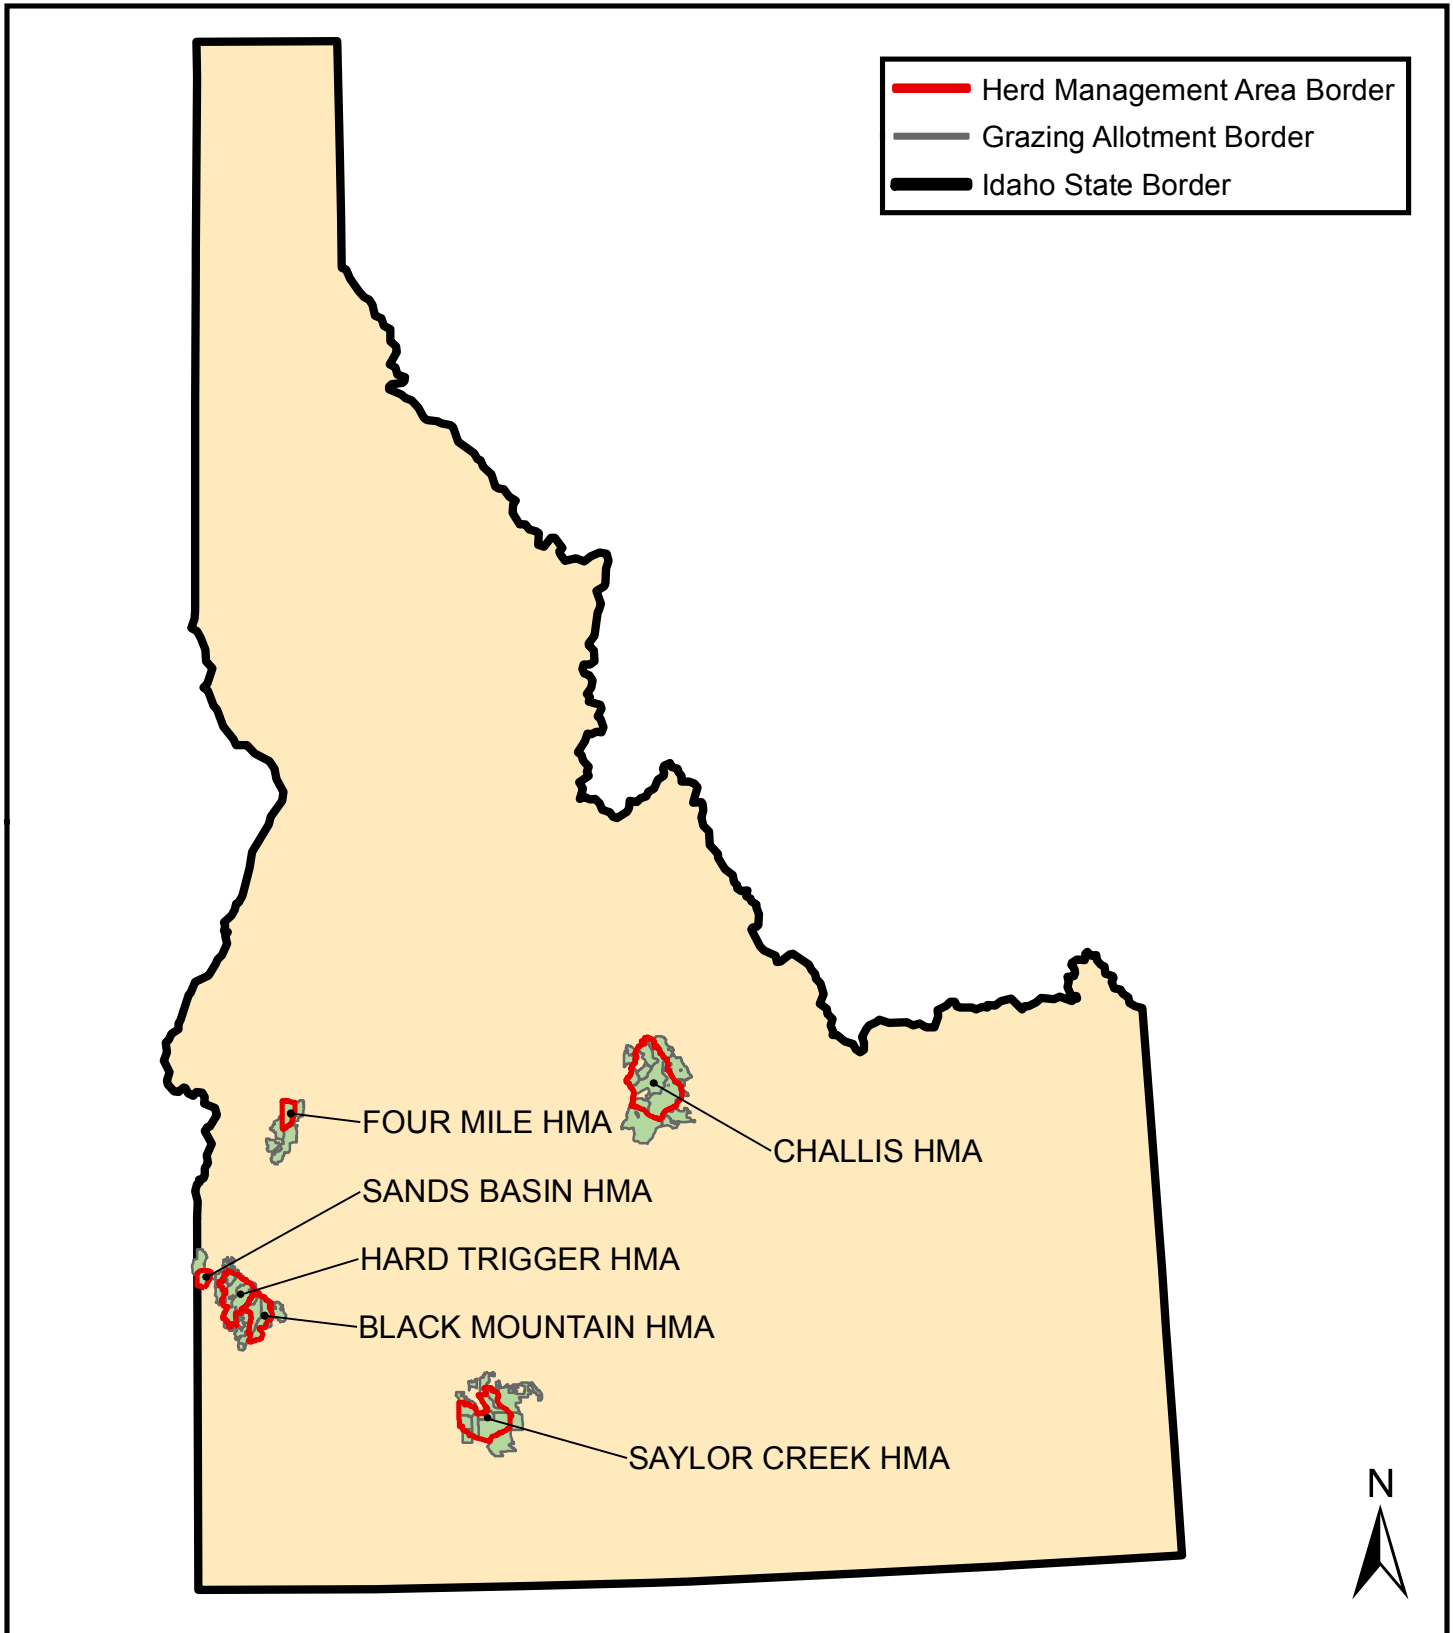 Herd Management Area Border
Grazing Allotment Border
Idaho State Border
FOUR MILE HMA
CHALLIS HMA
SANDS BASIN HMA
HARD TRIGGER HMA
BLACK MOUNTAIN HMA
SAYLOR CREEK HMA
N